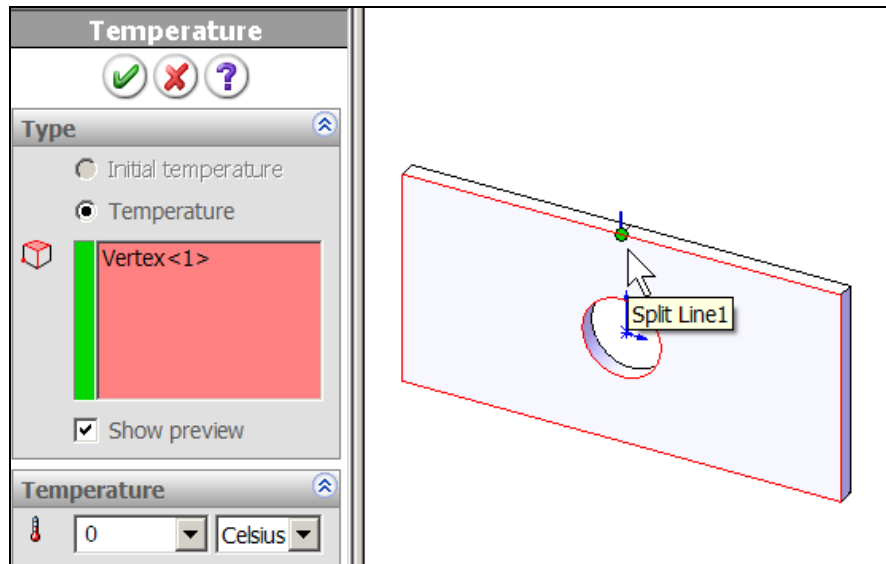 Temperature
?
Type
Initial temperature
Temperature
Vertex<1>
Show preview
Temperature
0 Celsius
Split Line1